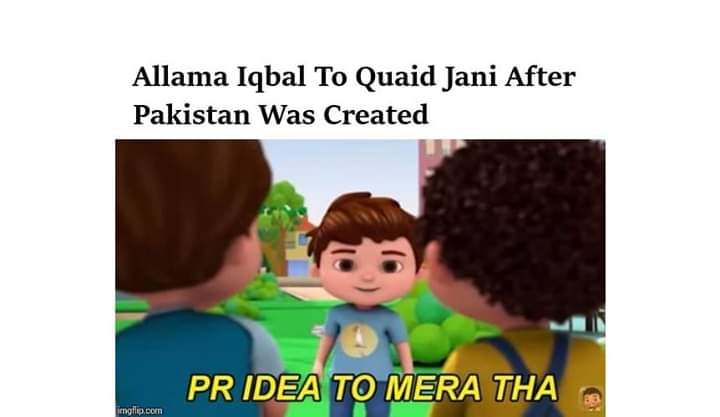 Allama Iqbal To Quaid Jani After
Pakistan Was Created
PR IDEA TO MERA THA
imgflip.com